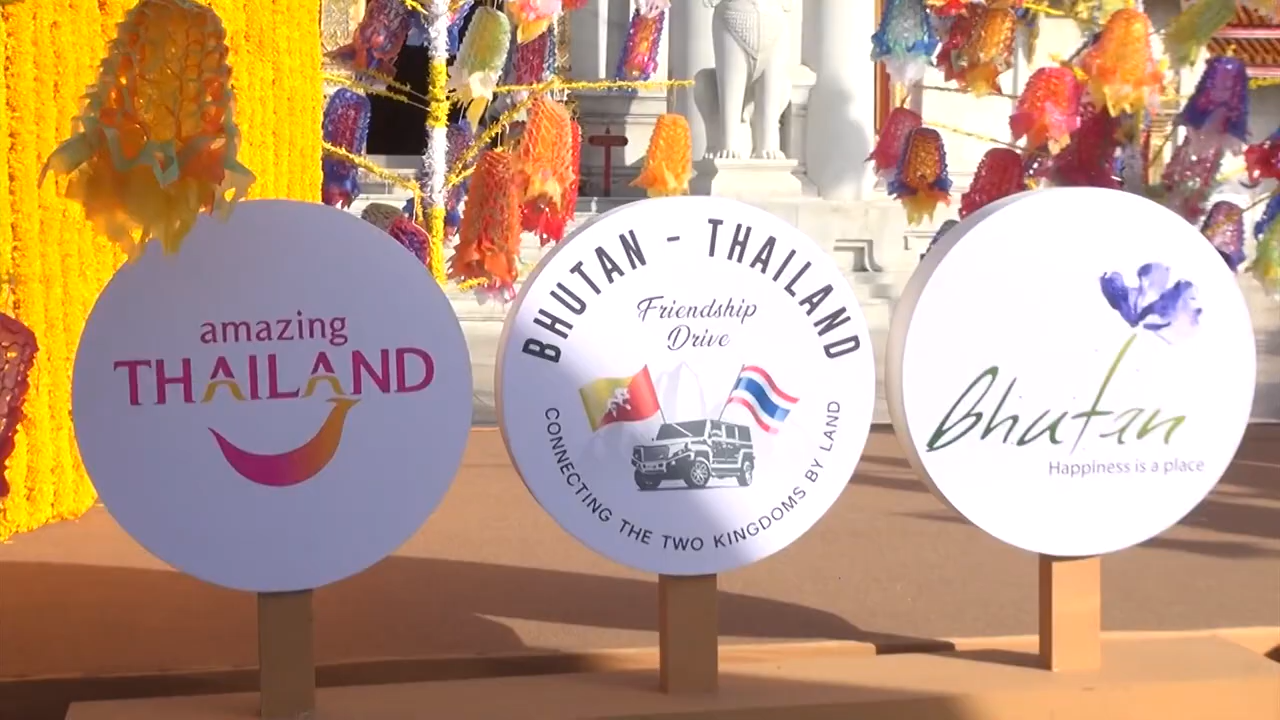 amazing
THAILAND
BHUTAN - THAILAND
Friendship
Drive
CONNECTING THE TWO KINGDOMS BY LAND
Bhutan
Happiness is a place